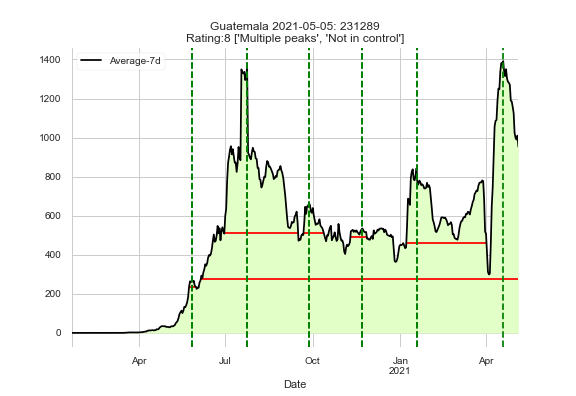 Guatemala 2021-05-05: 231289
Rating:8 ['Multiple peaks', 'Not in control']
Average-7d
1400
1200
1000
800
600
400
200
0
Apr
Jul
Oct
Jan
2021
Apr
Date